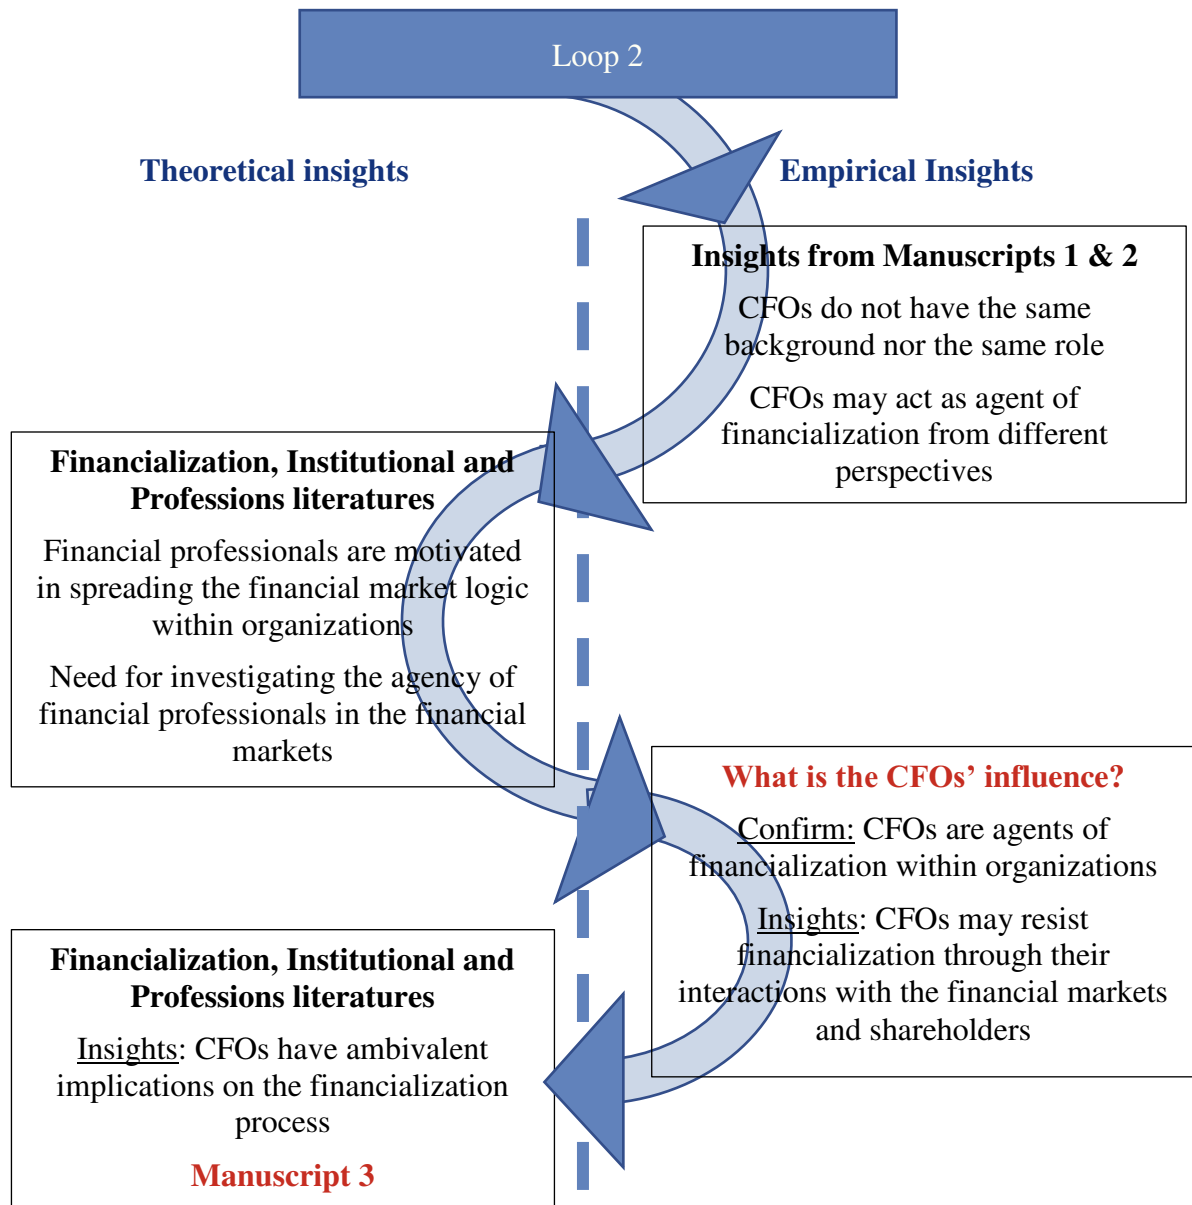 Loop 2
Theoretical insights
Empirical Insights
Insights from Manuscripts 1 & 2
CFOs do not have the same
background nor the same role
CFOs may act as agent of
financialization from different
perspectives
Financialization, Institutional and
Professions literatures
Financial professionals are motivated
in spreading the financial market logic
within organizations
Need for investigating the agency of
financial professionals in the financial
markets
What is the CFOs’ influence?
Confirm: CFOs are agents of
financialization within organizations
Insights: CFOs may resist
financialization through their
interactions with the financial markets
and shareholders
Financialization, Institutional and
Professions literatures
Insights: CFOs have ambivalent
implications on the financialization
process
Manuscript 3